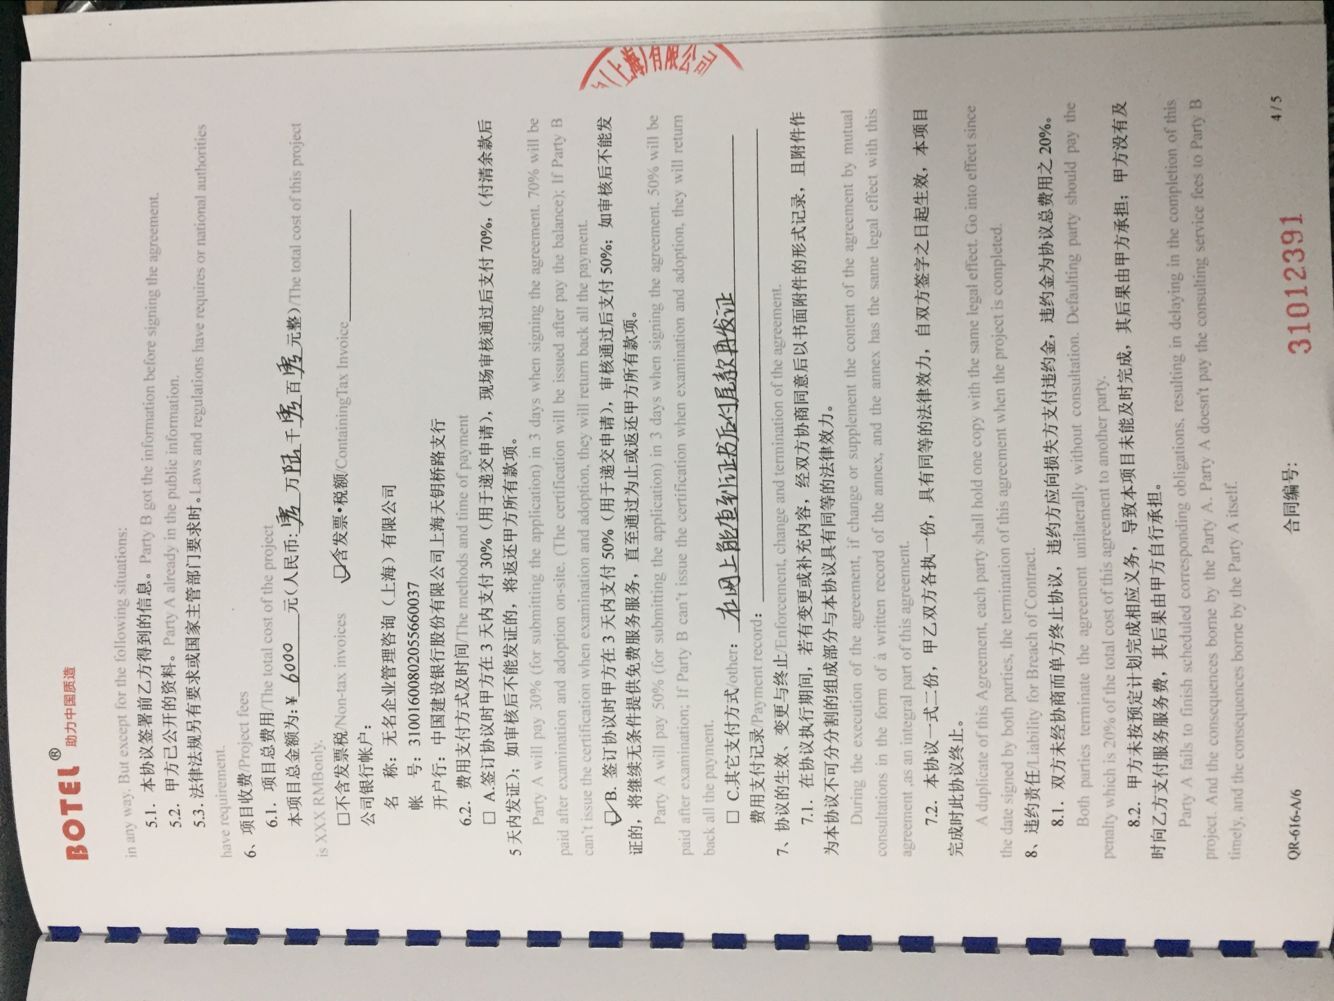 BOTEL® 助力中国质造
in any way. But except for the following situations:
5.1．本协议签署前乙方得到的信息。Party B got the information before signing the agreement.
5.2．甲方已公开的资料。Party A already in the public information.
5.3. 法律法规另有要求或国家主管部门要求时。Laws and regulations have requires or national authorities
have requirement.
6、项目收费/Project fees
6.1．项目总费用/The total cost of the project
本项目总金额为:¥ 6000 元(人民币: 零 万 陆 千 零 百 零 元整)/The total cost of this project
is XXX RMBonly.
□不含发票税/Non-tax invoices ☑含发票•税额/ContainingTax Invoice
公司银行帐户：
名 称：无名企业管理咨询（上海）有限公司
帐 号：31001600802055660037
开户行：中国建设银行股份有限公司上海天钥桥路支行
6.2．费用支付方式及时间/The methods and time of payment
□ A.签订协议时甲方在 3 天内支付 30%（用于递交申请），现场审核通过后支付 70%，（付清余款后
5 天内发证）；如审核后不能发证的，将返还甲方所有款项。
Party A will pay 30% (for submitting the application) in 3 days when signing the agreement. 70% will be
paid after examination and adoption on-site. (The certification will be issued after pay the balance); If Party B
can't issue the certification when examination and adoption, they will return back all the payment.
☑ B. 签订协议时甲方在 3 天内支付 50%（用于递交申请），审核通过后支付 50%；如审核后不能发
证的，将继续无条件提供免费服务服务，直至通过为止或返还甲方所有款项。
Party A will pay 50% (for submitting the application) in 3 days when signing the agreement. 50% will be
paid after examination; If Party B can't issue the certification when examination and adoption, they will return
back all the payment.
□ C.其它支付方式/other： 在网上能查到证书后付尾款再发证
费用支付记录/Payment record：
7、协议的生效、变更与终止/Enforcement, change and termination of the agreement.
7.1．在协议执行期间，若有变更或补充内容，经双方协商同意后以书面附件的形式记录，且附件作
为本协议不可分分割的组成部分与本协议具有同等的法律效力。
During the execution of the agreement, if change or supplement the content of the agreement by mutual
consultations in the form of a written record of the annex, and the annex has the same legal effect with this
agreement ,as an integral part of this agreement.
7.2．本协议一式二份，甲乙双方各执一份，具有同等的法律效力，自双方签字之日起生效，本项目
完成时此协议终止。
A duplicate of this Agreement, each party shall hold one copy with the same legal effect. Go into effect since
the date signed by both parties, the termination of this agreement when the project is completed.
8、违约责任/Liability for Breach of Contract.
8.1．双方未经协商而单方终止协议，违约方应向损失方支付违约金，违约金为协议总费用之 20%。
Both parties terminate the agreement unilaterally without consultation. Defaulting party should pay the
penalty which is 20% of the total cost of this agreement to another party.
8.2．甲方未按预定计划完成相应义务，导致本项目未能及时完成，其后果由甲方承担；甲方没有及
时向乙方支付服务服务费，其后果由甲方自行承担。
Party A fails to finish scheduled corresponding obligations, resulting in delaying in the completion of this
project. And the consequences borne by the Party A. Party A doesn't pay the consulting service fees to Party B
timely, and the consequences borne by the Party A itself.
(上海)有限公司
4 / 5
QR-616-A/6 合同编号: 31012391